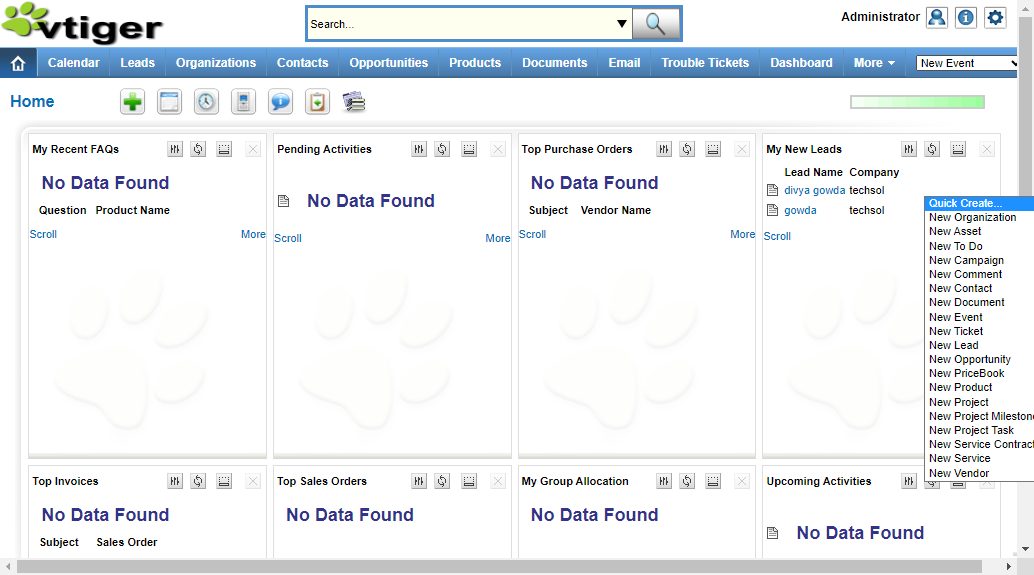 vtiger
Search...
Administrator
Calendar Leads Organizations Contacts Opportunities Products Documents Email Trouble Tickets Dashboard More New Event
Home
My Recent FAQs
No Data Found
Question Product Name
Scroll More
Pending Activities
No Data Found
Scroll More
Top Purchase Orders
No Data Found
Subject Vendor Name
Scroll More
My New Leads
Lead Name Company
divya gowda techsol
gowda techsol
Scroll
Quick Create...
New Organization
New Asset
New To Do
New Campaign
New Comment
New Contact
New Document
New Event
New Ticket
New Lead
New Opportunity
New PriceBook
New Product
New Project
New Project Milestone
New Project Task
New Service Contract
New Service
New Vendor
Top Invoices
No Data Found
Subject Sales Order
Top Sales Orders
No Data Found
My Group Allocation
No Data Found
Upcoming Activities
No Data Found